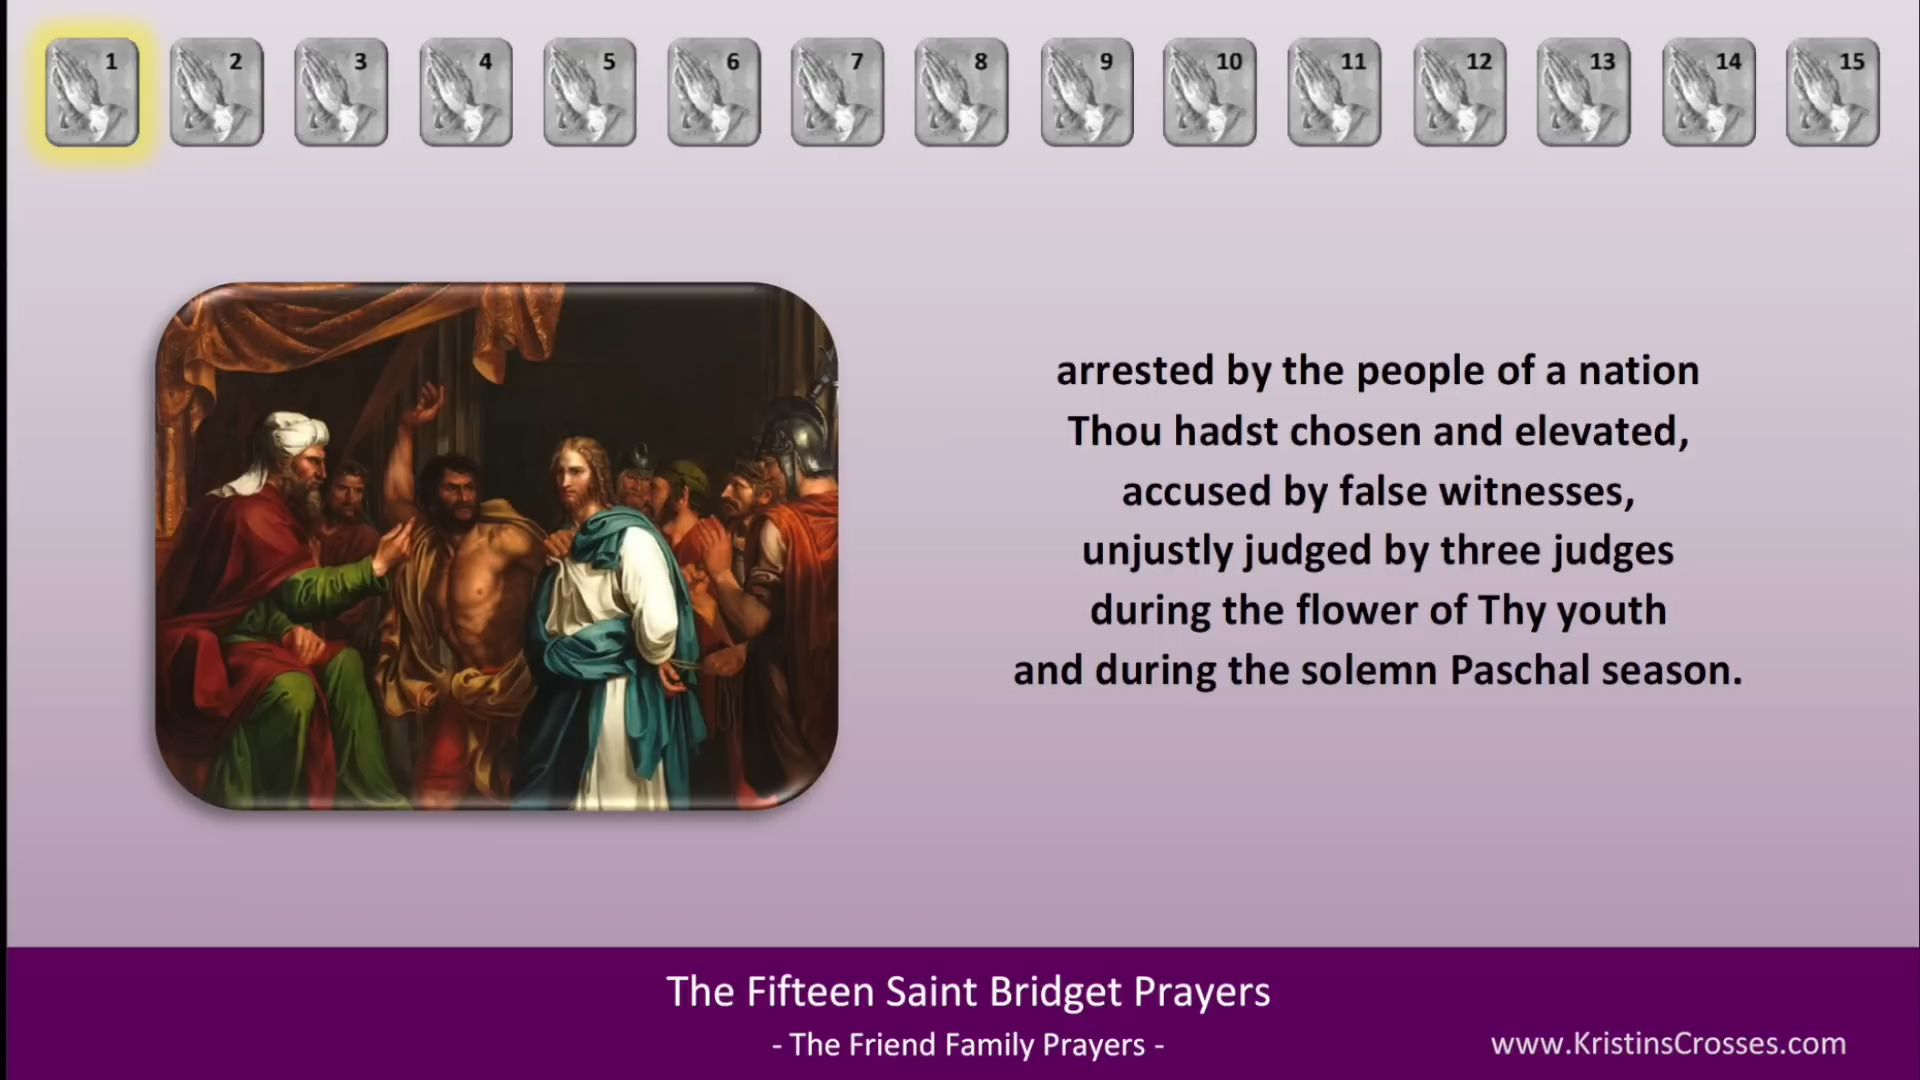 1 2 3 4 5 6 7 8 9 10 11 12 13 14 15
arrested by the people of a nation
Thou hadst chosen and elevated,
accused by false witnesses,
unjustly judged by three judges
during the flower of Thy youth
and during the solemn Paschal season.
The Fifteen Saint Bridget Prayers
- The Friend Family Prayers -
www.KristinsCrosses.com